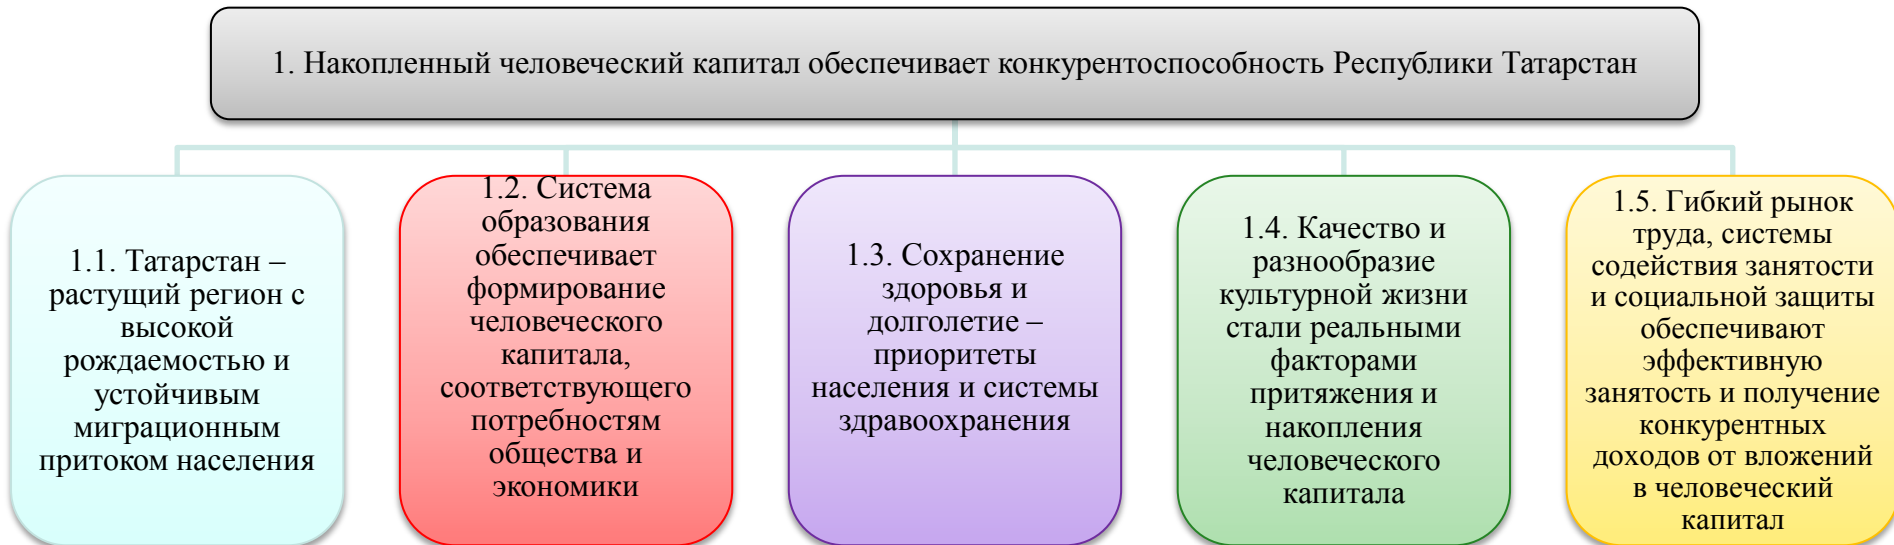 1. Накопленный человеческий капитал обеспечивает конкурентоспособность Республики Татарстан
1.1. Татарстан –
растущий регион с
высокой
рождаемостью и
устойчивым
миграционным
притоком населения
1.2. Система
образования
обеспечивает
формирование
человеческого
капитала,
соответствующего
потребностям
общества и
экономики
1.3. Сохранение
здоровья и
долголетие –
приоритеты
населения и системы
здравоохранения
1.4. Качество и
разнообразие
культурной жизни
стали реальными
факторами
притяжения и
накопления
человеческого
капитала
1.5. Гибкий рынок
труда, системы
содействия занятости
и социальной защиты
обеспечивают
эффективную
занятость и получение
конкурентных
доходов от вложений
в человеческий
капитал